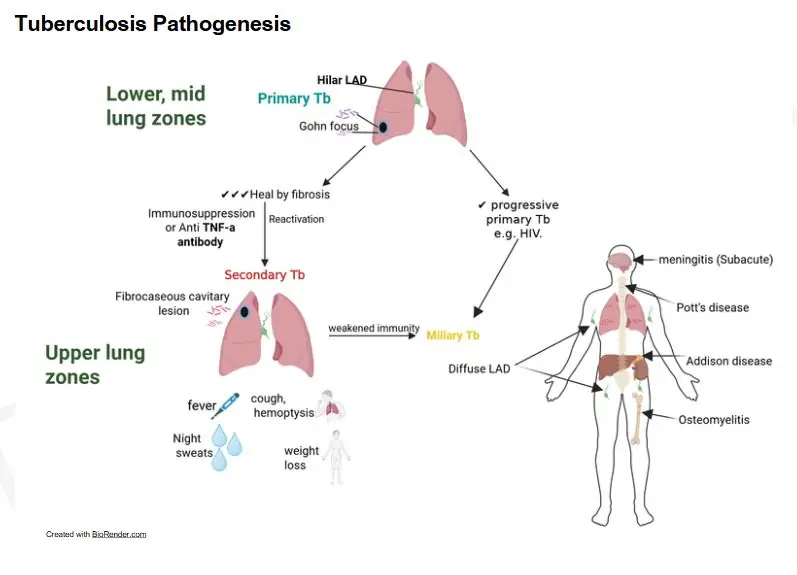 Tuberculosis Pathogenesis
Lower, mid
lung zones
Hilar LAD
Primary Tb
Gohn focus
✔✔✔Heal by fibrosis
Immunosuppression
or Anti TNF-a
antibody
Reactivation
✔ progressive
primary Tb
e.g. HIV.
Secondary Tb
Fibrocaseous cavitary
lesion
weakened immunity
Miliary Tb
Upper lung
zones
fever
cough,
hemoptysis
Night
sweats
weight
loss
meningitis (Subacute)
Pott's disease
Addison disease
Diffuse LAD
Osteomyelitis
Created with BioRender.com